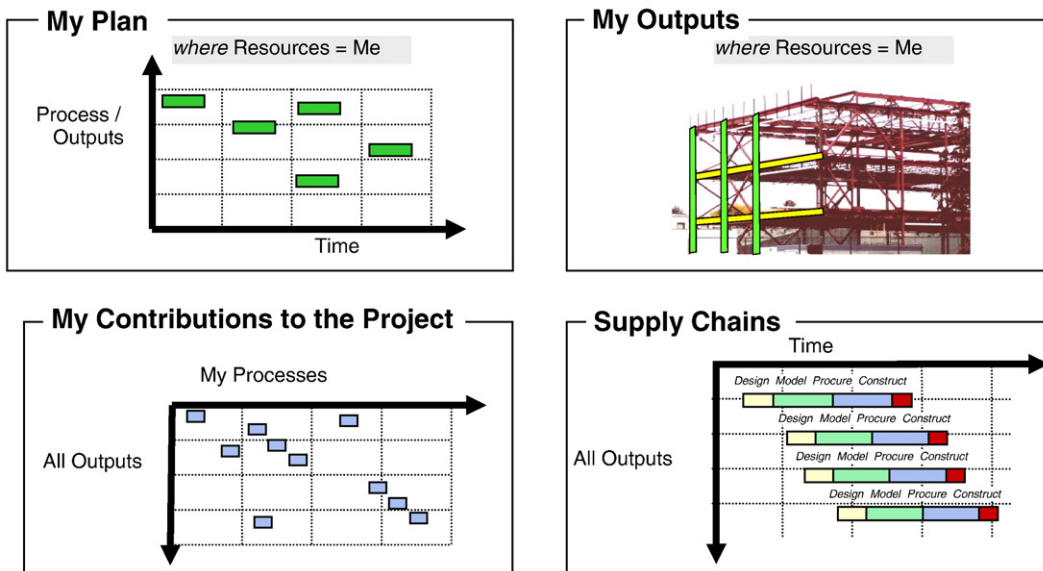 My Plan
where Resources = Me
Process /
Outputs
Time
My Outputs
where Resources = Me
My Contributions to the Project
My Processes
All Outputs
Supply Chains
Time
Design Model Procure Construct
Design Model Procure Construct
All Outputs
Design Model Procure Construct
Design Model Procure Construct